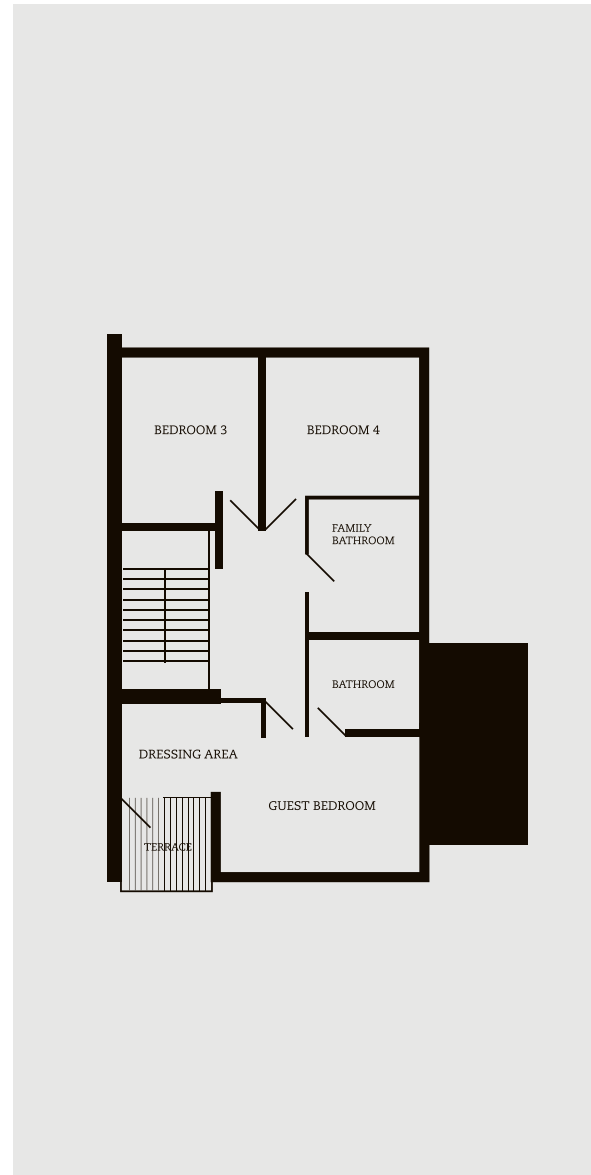 BEDROOM 3
BEDROOM 4
FAMILY
BATHROOM
BATHROOM
DRESSING AREA
GUEST BEDROOM
TERRACE